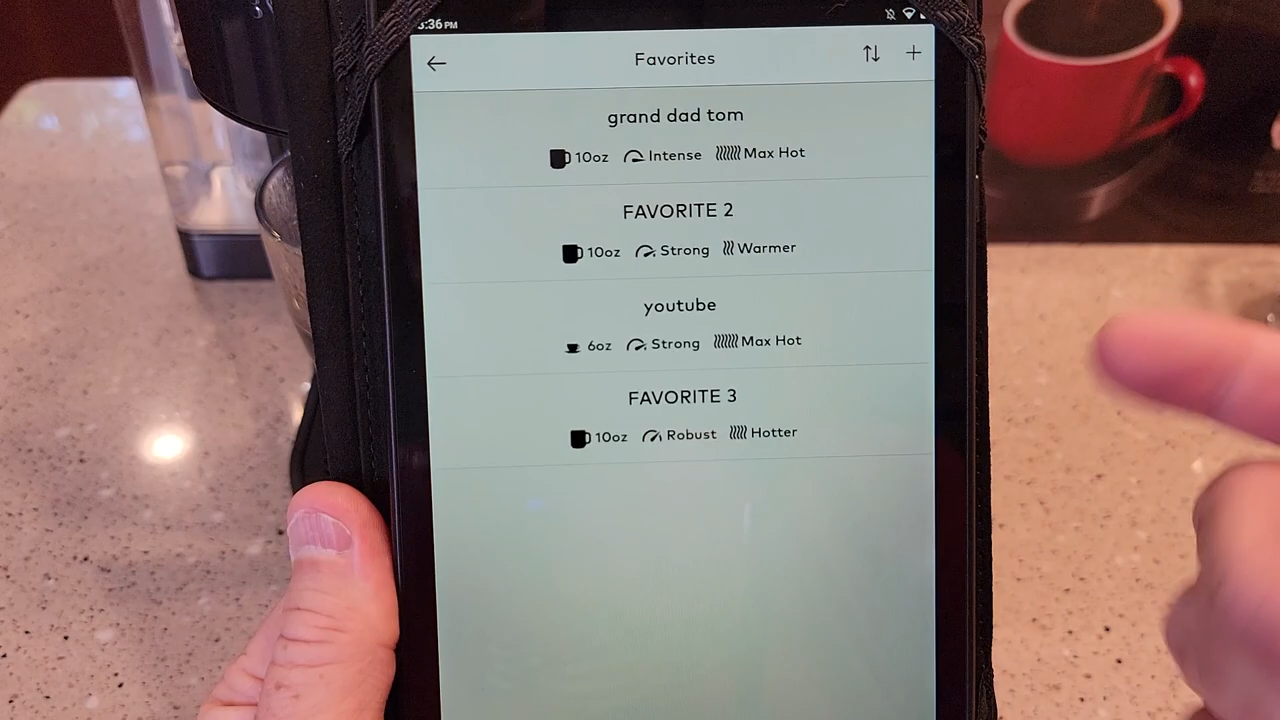 3:36 PM
Favorites
grand dad tom
10oz Intense Max Hot
FAVORITE 2
10oz Strong Warmer
youtube
6oz Strong Max Hot
FAVORITE 3
10oz Robust Hotter